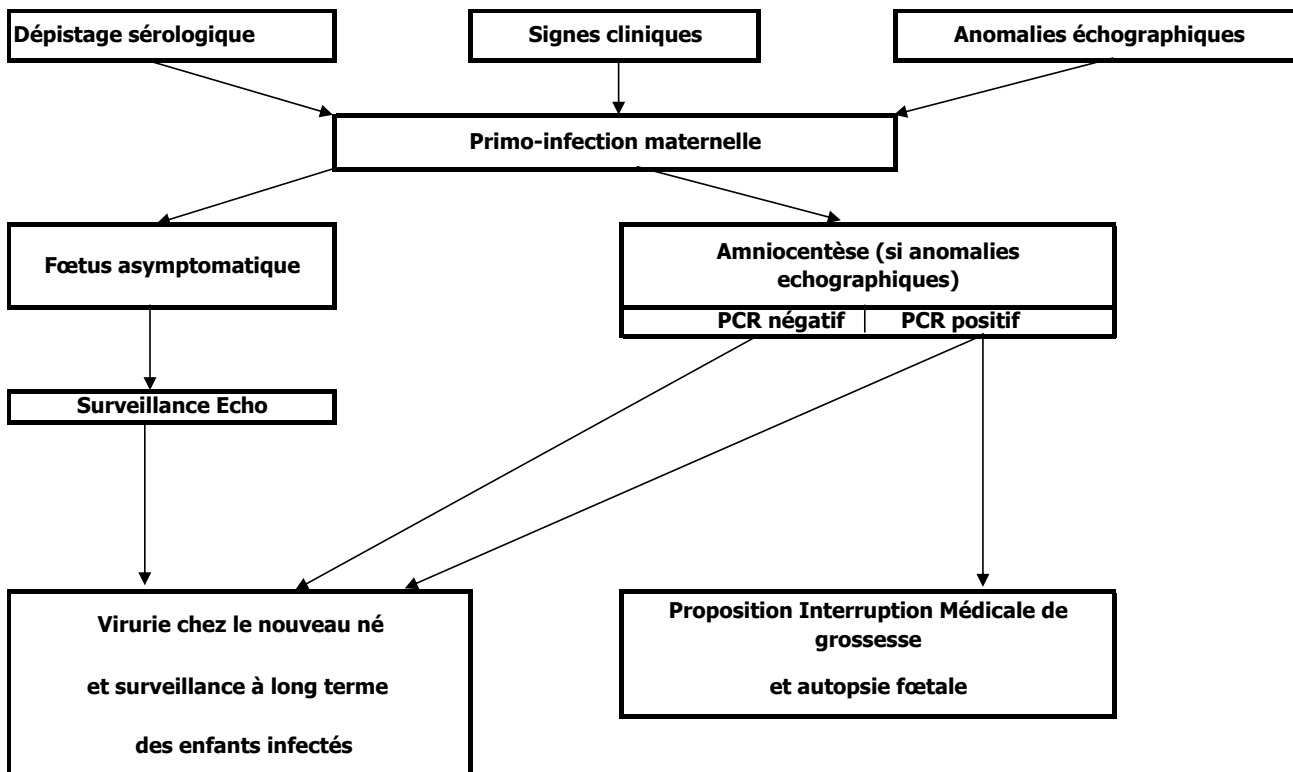 Dépistage sérologique
Signes cliniques
Anomalies échographiques
Primo-infection maternelle
Fœtus asymptomatique
Amniocentèse (si anomalies
echographiques)
PCR négatif
PCR positif
Surveillance Echo
Virurie chez le nouveau né
et surveillance à long terme
des enfants infectés
Proposition Interruption Médicale de
grossesse
et autopsie fœtale